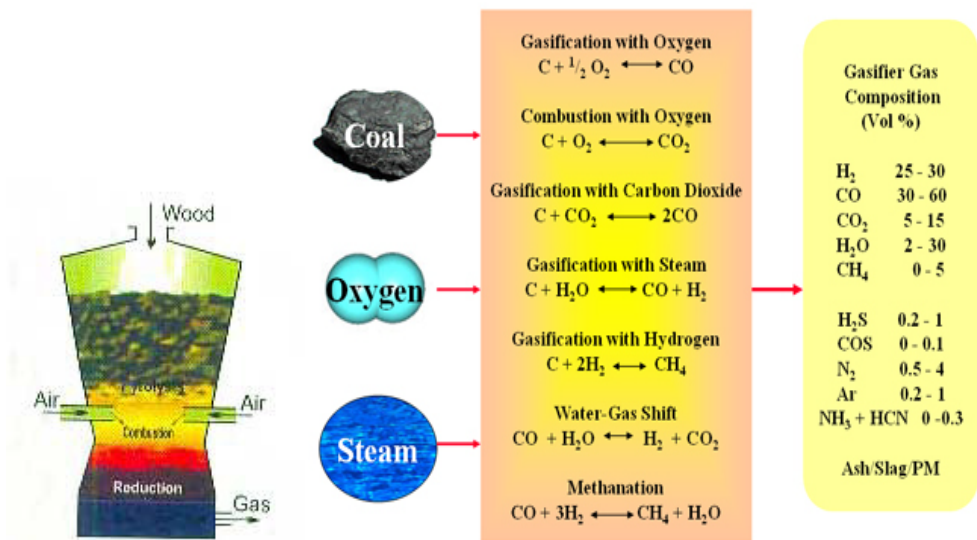 Wood
Pyrolyses
Air
Air
Combustion
Reduction
Gas
Coal
Oxygen
Steam
Gasification with Oxygen
C + 1/2 O₂ ⟷ CO
Combustion with Oxygen
C + O₂ ⟷ CO₂
Gasification with Carbon Dioxide
C + CO₂ ⟷ 2CO
Gasification with Steam
C + H₂O ⟷ CO + H₂
Gasification with Hydrogen
C + 2H₂ ⟷ CH₄
Water-Gas Shift
CO + H₂O ⟷ H₂ + CO₂
Methanation
CO + 3H₂ ⟷ CH₄ + H₂O
Gasifier Gas
Composition
(Vol %)
H₂ 25 - 30
CO 30 - 60
CO₂ 5 - 15
H₂O 2 - 30
CH₄ 0 - 5
H₂S 0.2 - 1
COS 0 - 0.1
N₂ 0.5 - 4
Ar 0.2 - 1
NH₃ + HCN 0 -0.3
Ash/Slag/PM